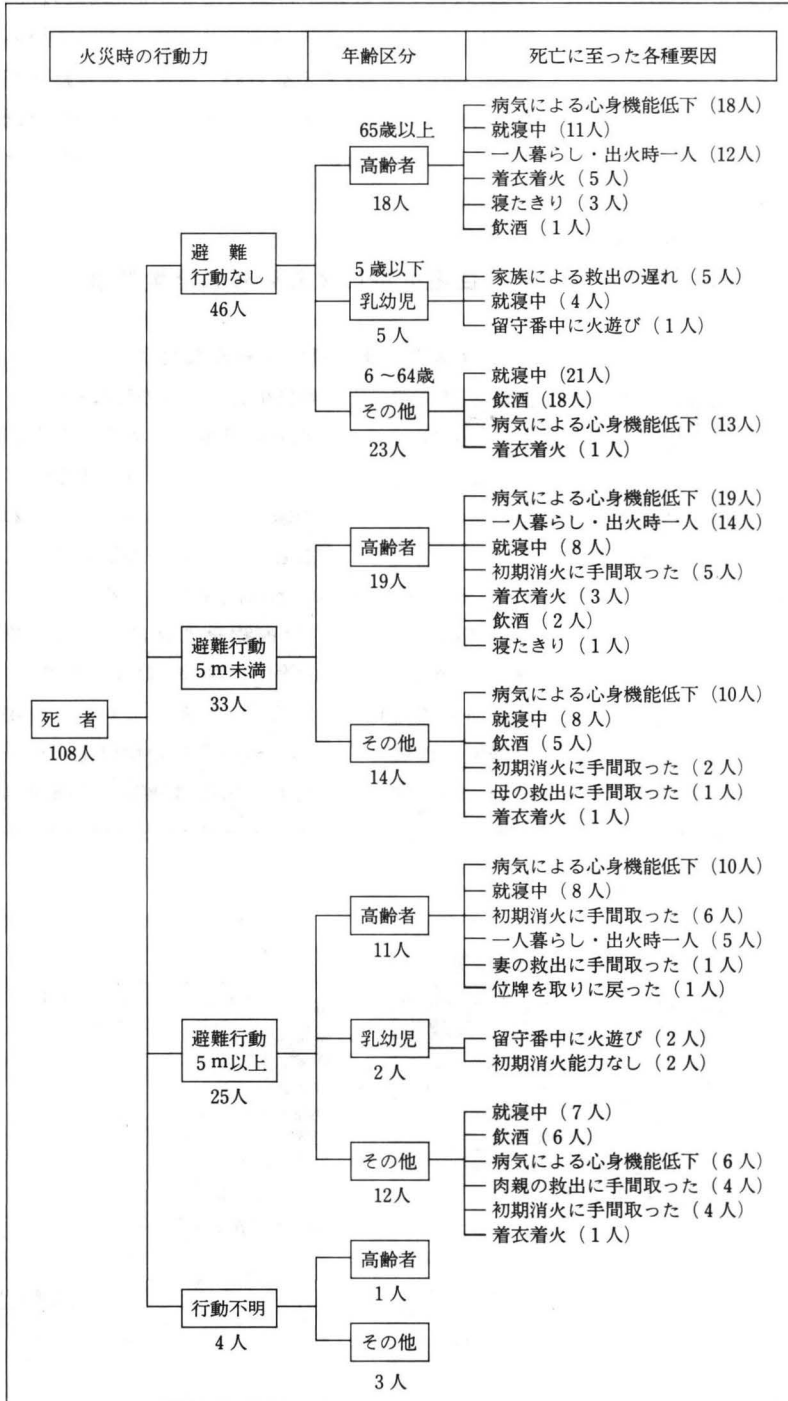 火災時の行動力 年齢区分 死亡に至った各種要因
死者
108人
避難
行動なし
46人
65歳以上
高齢者
18人
病気による心身機能低下（18人）
就寝中（11人）
一人暮らし・出火時一人（12人）
着衣着火（5人）
寝たきり（3人）
飲酒（1人）
5歳以下
乳幼児
5人
家族による救出の遅れ（5人）
就寝中（4人）
留守番中に火遊び（1人）
6～64歳
その他
23人
就寝中（21人）
飲酒（18人）
病気による心身機能低下（13人）
着衣着火（1人）
避難行動
5m未満
33人
高齢者
19人
病気による心身機能低下（19人）
一人暮らし・出火時一人（14人）
就寝中（8人）
初期消火に手間取った（5人）
着衣着火（3人）
飲酒（2人）
寝たきり（1人）
その他
14人
病気による心身機能低下（10人）
就寝中（8人）
飲酒（5人）
初期消火に手間取った（2人）
母の救出に手間取った（1人）
着衣着火（1人）
避難行動
5m以上
25人
高齢者
11人
病気による心身機能低下（10人）
就寝中（8人）
初期消火に手間取った（6人）
一人暮らし・出火時一人（5人）
妻の救出に手間取った（1人）
位牌を取りに戻った（1人）
乳幼児
2人
留守番中に火遊び（2人）
初期消火能力なし（2人）
その他
12人
就寝中（7人）
飲酒（6人）
病気による心身機能低下（6人）
肉親の救出に手間取った（4人）
初期消火に手間取った（4人）
着衣着火（1人）
行動不明
4人
高齢者
1人
その他
3人